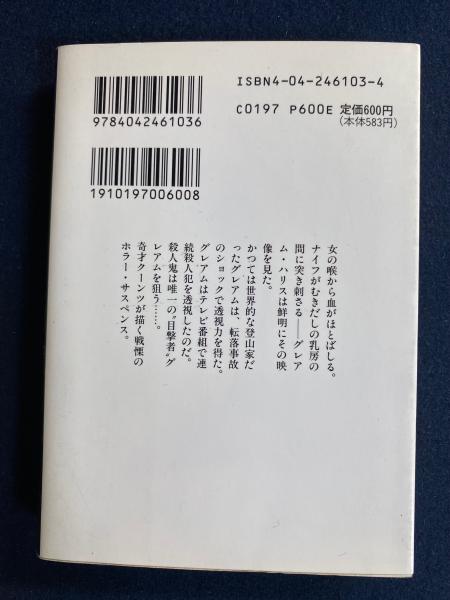 ISBN4-04-246103-4
C0197 P600E 定価600円
(本体583円)
9784042461036
1910197006008
女の喉から血がほとばしる。
ナイフがむきだしの乳房の
間に突き刺さる――グレア
ム・ハリスは鮮明にその映
像を見た。
かつては世界的な登山家だ
ったグレアムは、転落事故
のショックで透視力を得た。
グレアムはテレビ番組で連
続殺人犯を透視したのだ。
殺人鬼は唯一の〝目撃者〟グ
レアムを狙う……。
奇才クーンツが描く戦慄の
ホラー・サスペンス。